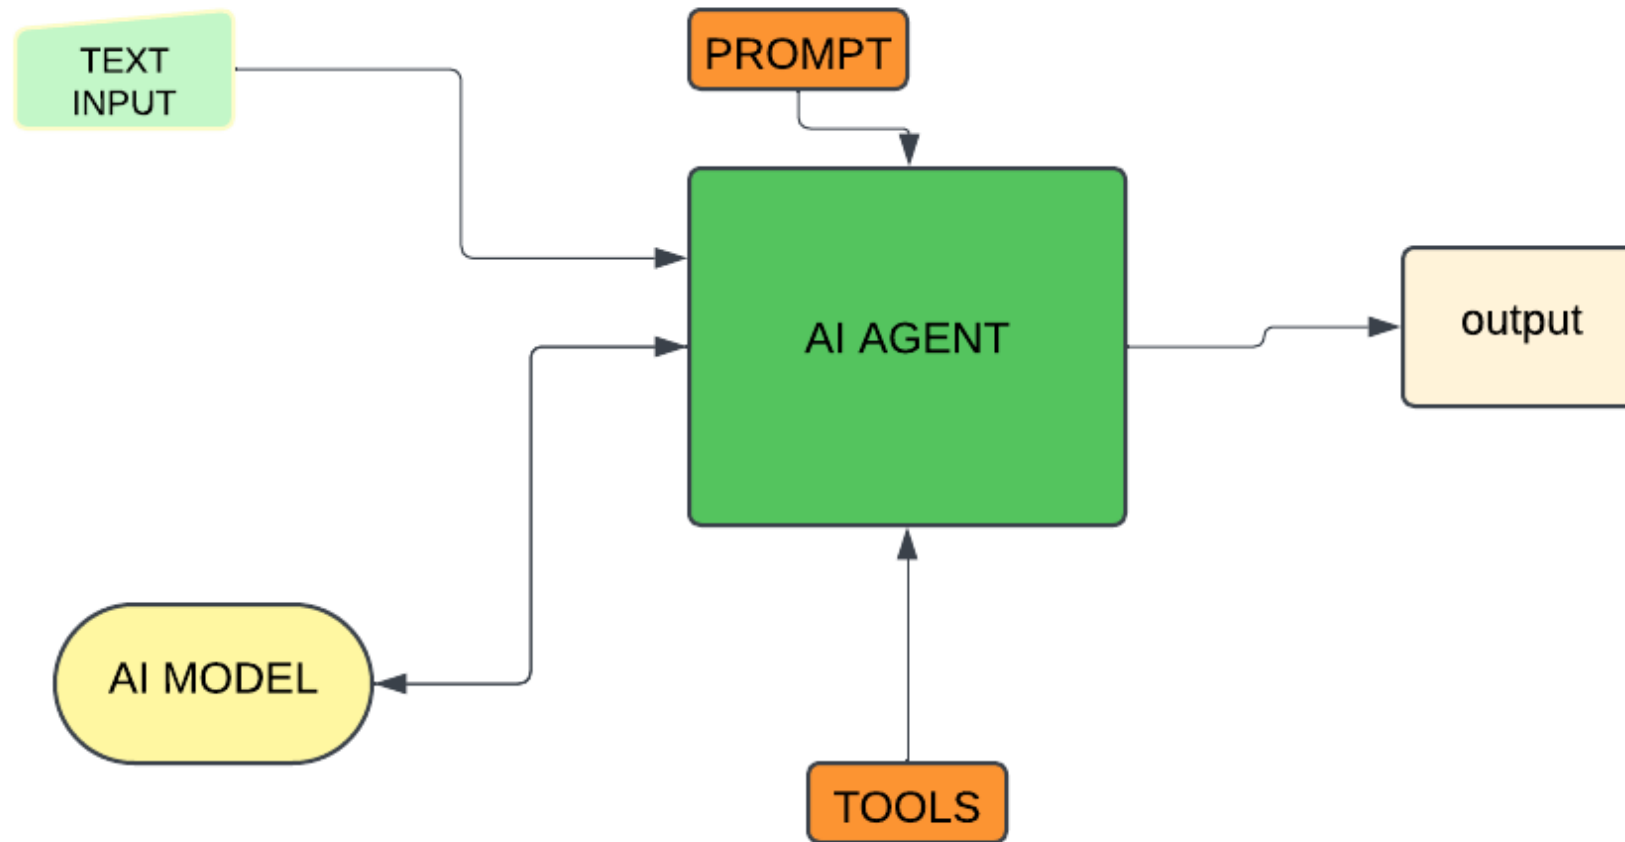 TEXT
INPUT
PROMPT
AI AGENT
output
AI MODEL
TOOLS